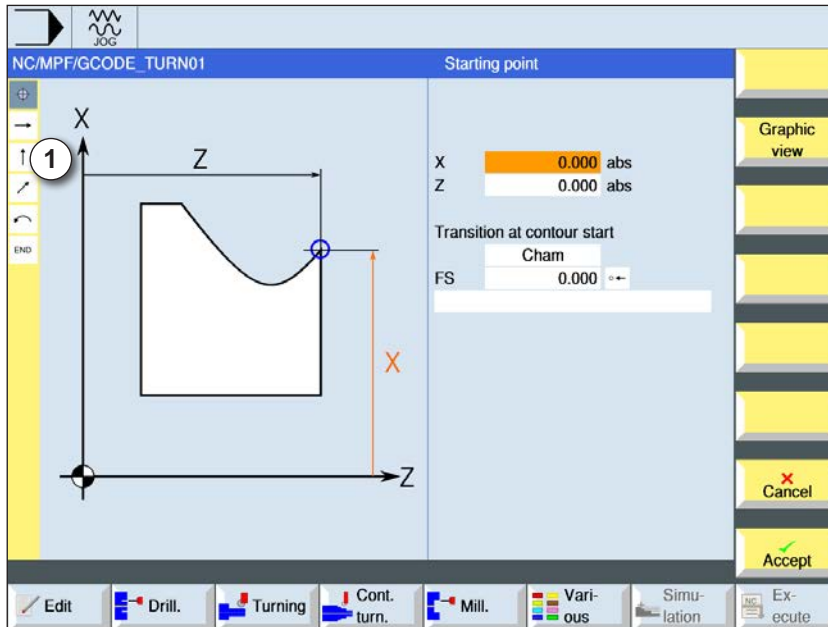 JOG
NC/MPF/GCODE_TURN01
Starting point
X
1
Z
END
X
Z
X 0.000 abs
Z 0.000 abs
Transition at contour start
Cham
FS 0.000
Graphic
view
Cancel
Accept
Edit
Drill.
Turning
Cont.
turn.
Mill.
Vari-
ous
Simu-
lation
NC
Ex-
ecute